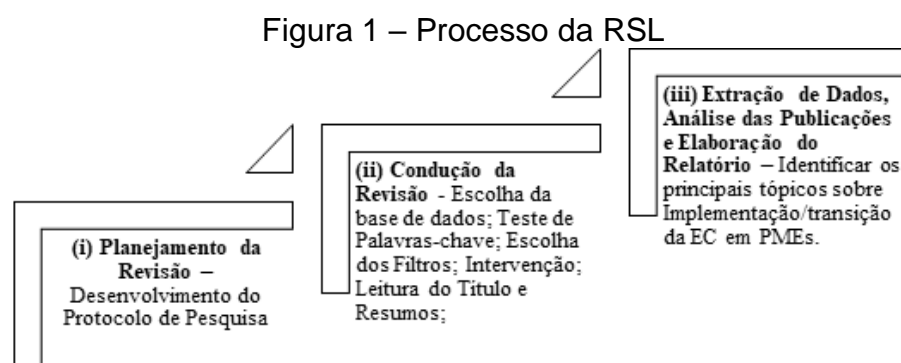 Figura 1 – Processo da RSL
(i) Planejamento da
Revisão –
Desenvolvimento do
Protocolo de Pesquisa
(ii) Condução da
Revisão - Escolha da
base de dados; Teste de
Palavras-chave; Escolha
dos Filtros; Intervenção;
Leitura do Titulo e
Resumos;
(iii) Extração de Dados,
Análise das Publicações
e Elaboração do
Relatório – Identificar os
principais tópicos sobre
Implementação/transição
da EC em PMEs.